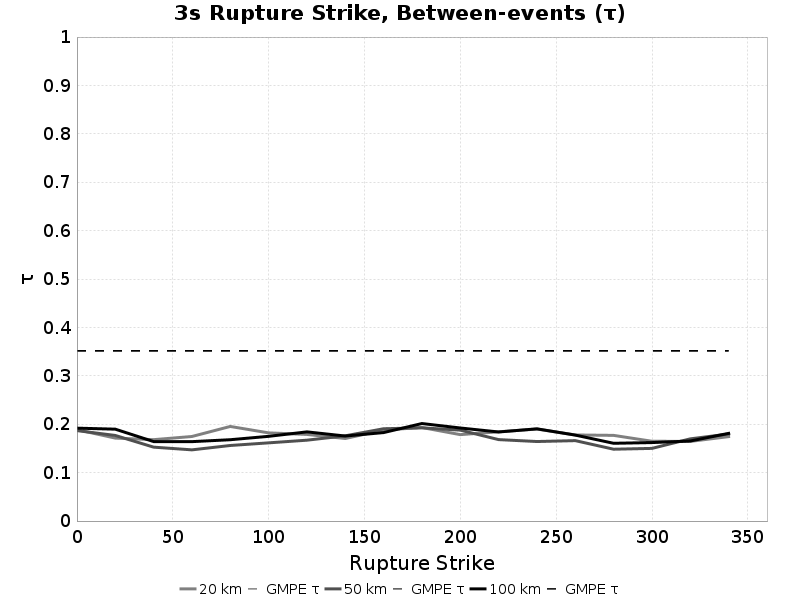 3s Rupture Strike, Between-events (τ)
1
0.9
0.8
0.7
0.6
0.5
0.4
0.3
0.2
0.1
0
τ
0 50 100 150 200 250 300 350
Rupture Strike
20 km GMPE τ 50 km GMPE τ 100 km GMPE τ